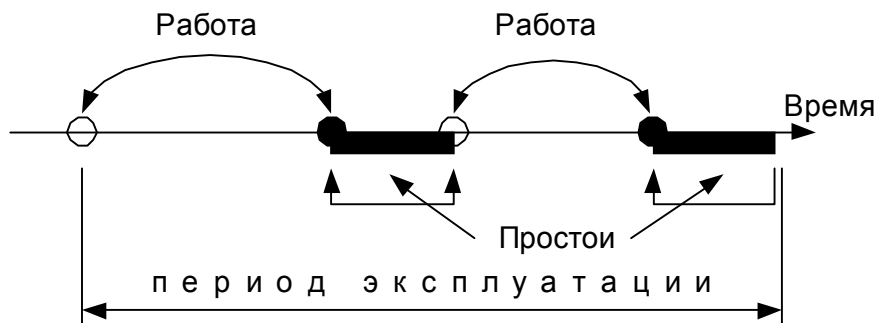 Работа Работа
Время
Простои
период эксплуатации